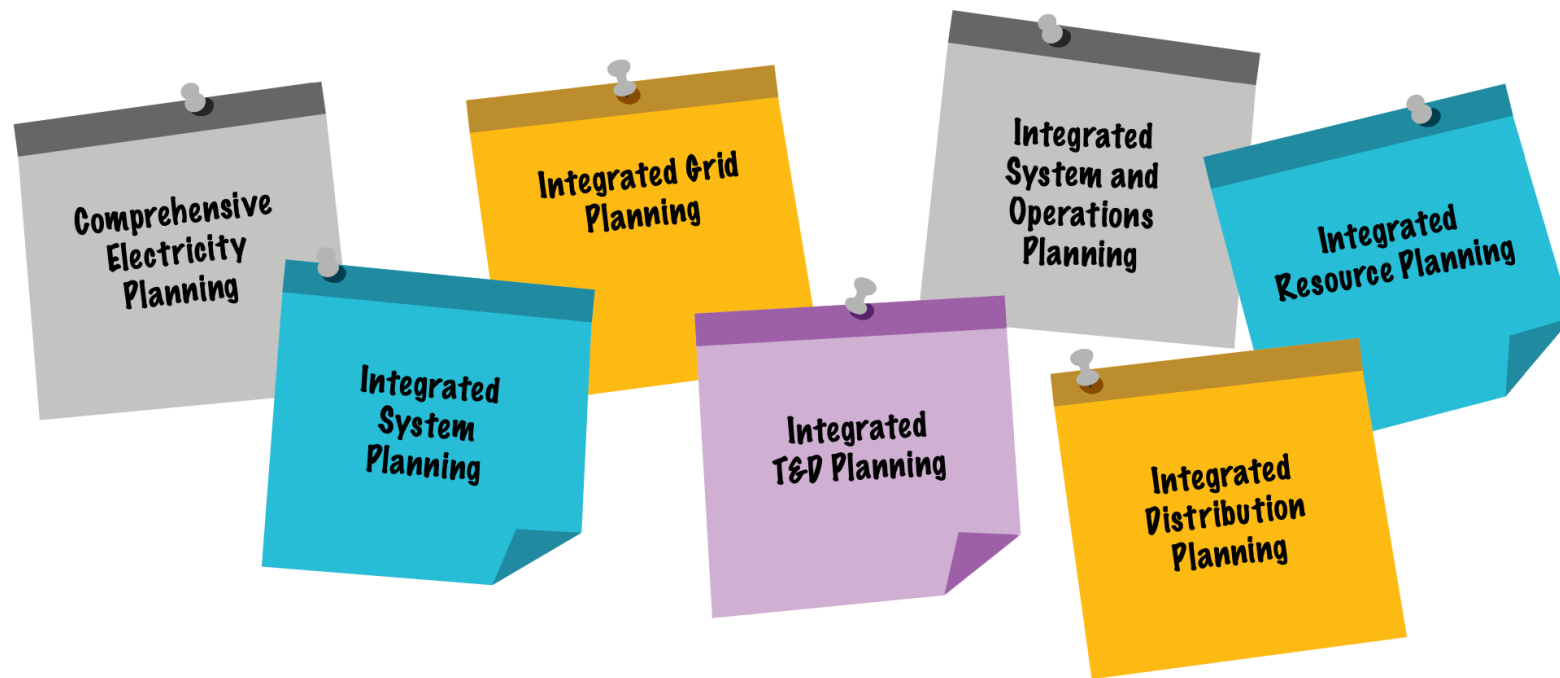 Comprehensive
Electricity
Planning
Integrated
System
Planning
Integrated Grid
Planning
Integrated
T&D Planning
Integrated
System and
Operations
Planning
Integrated
Resource Planning
Integrated
Distribution
Planning